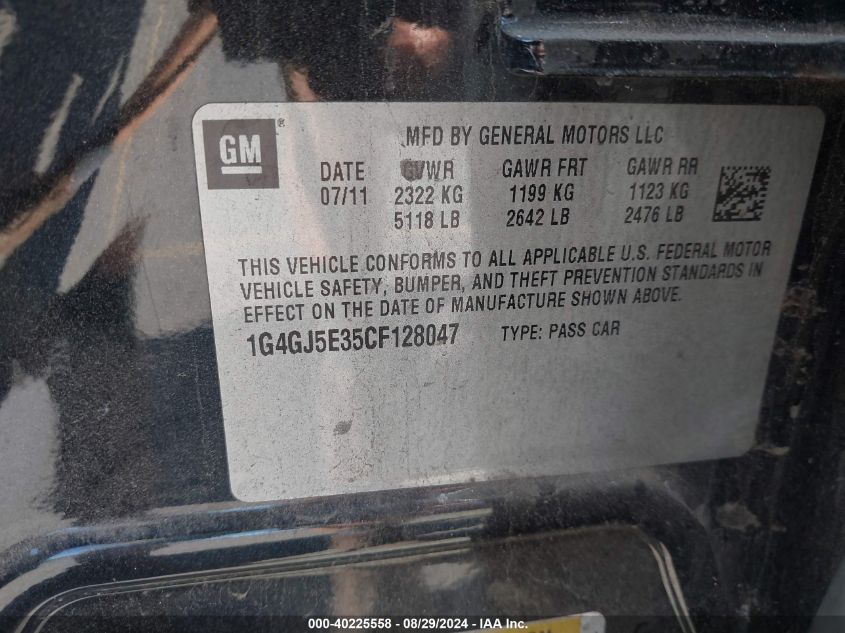 GM®
MFD BY GENERAL MOTORS LLC
DATE GVWR GAWR FRT GAWR RR
07/11 2322 KG 1199 KG 1123 KG
5118 LB 2642 LB 2476 LB
THIS VEHICLE CONFORMS TO ALL APPLICABLE U.S. FEDERAL MOTOR
VEHICLE SAFETY, BUMPER, AND THEFT PREVENTION STANDARDS IN
EFFECT ON THE DATE OF MANUFACTURE SHOWN ABOVE.
1G4GJ5E35CF128047 TYPE: PASS CAR
000-40225558 - 08/29/2024 - IAA Inc.